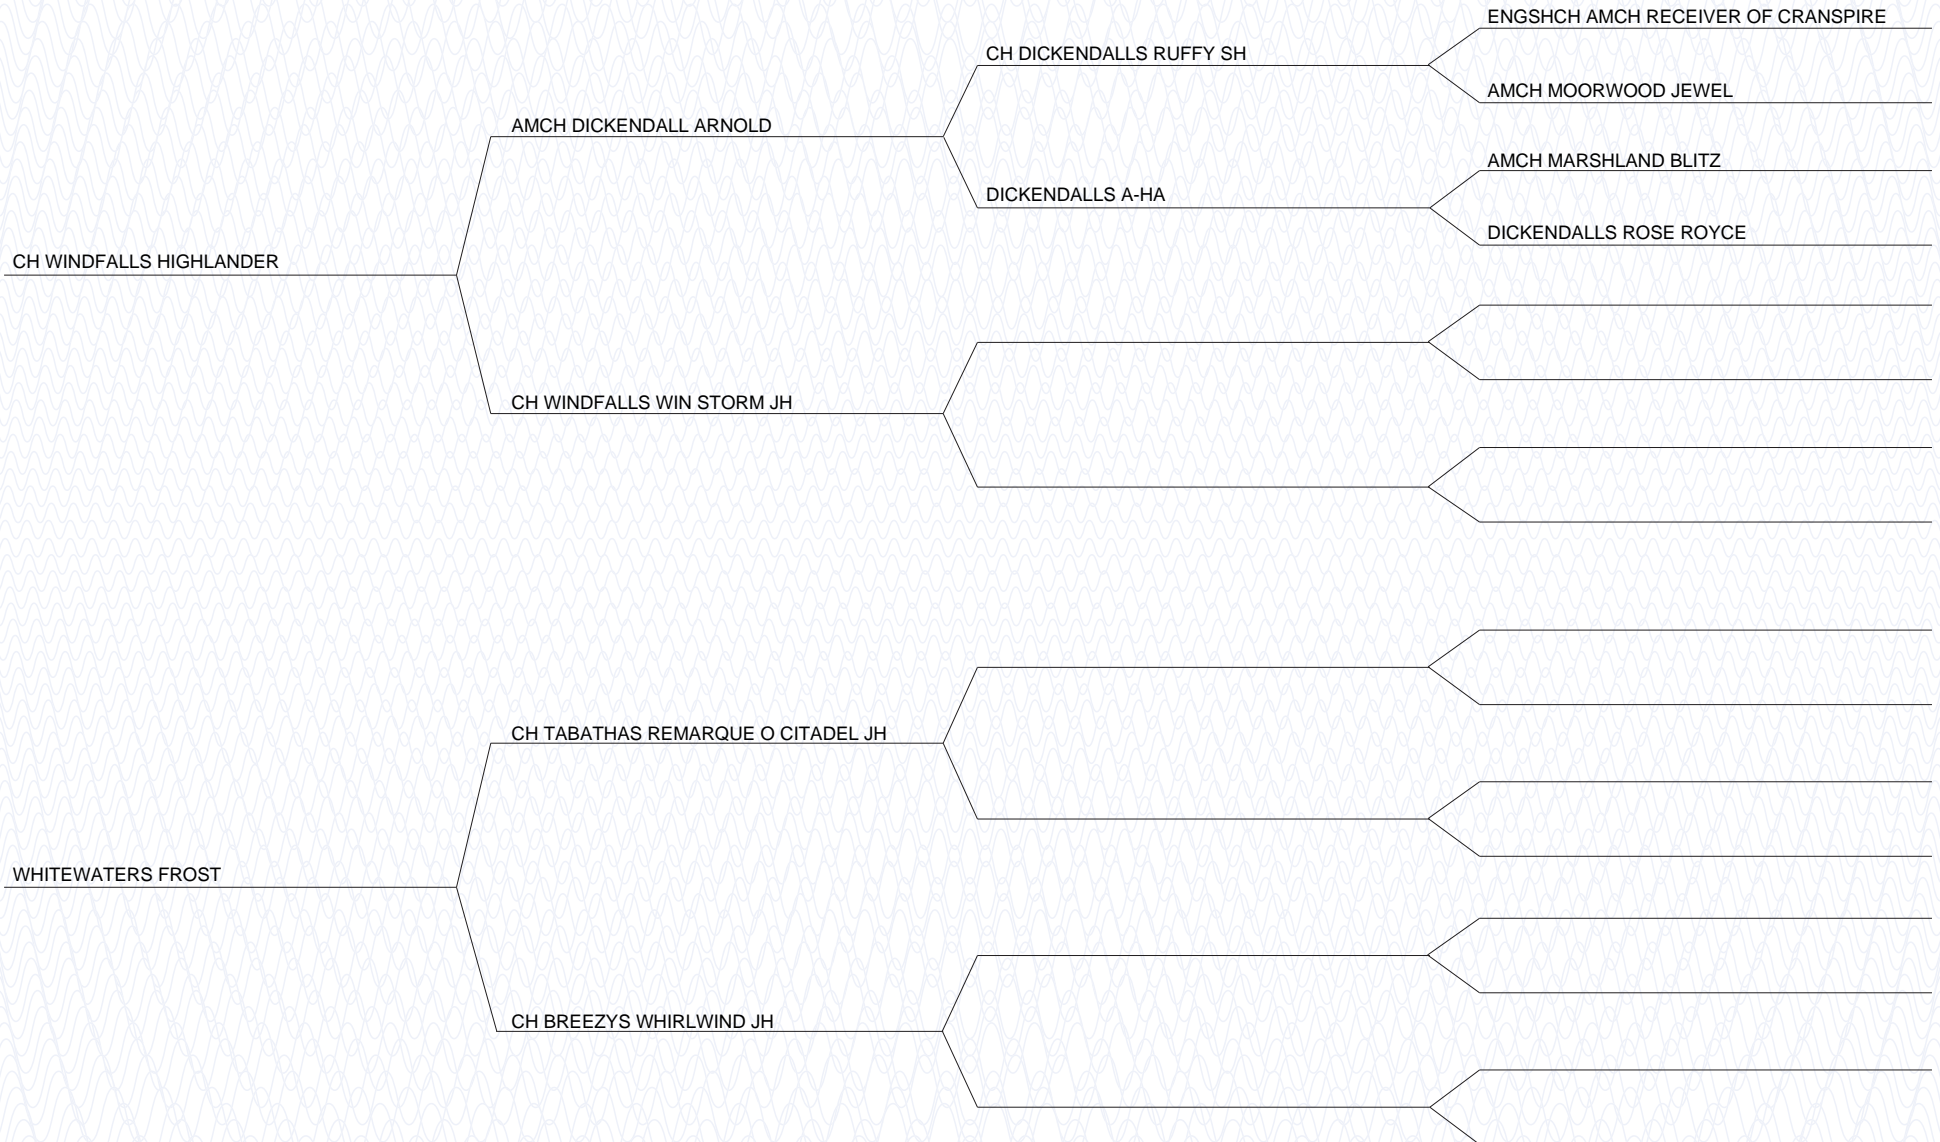 ENGSHCH AMCH RECEIVER OF CRANSPIRE
CH DICKENDALLS RUFFY SH
AMCH MOORWOOD JEWEL
AMCH DICKENDALL ARNOLD
AMCH MARSHLAND BLITZ
DICKENDALLS A-HA
DICKENDALLS ROSE ROYCE
CH WINDFALLS HIGHLANDER
CH WINDFALLS WIN STORM JH
CH TABATHAS REMARQUE O CITADEL JH
WHITEWATERS FROST
CH BREEZYS WHIRLWIND JH